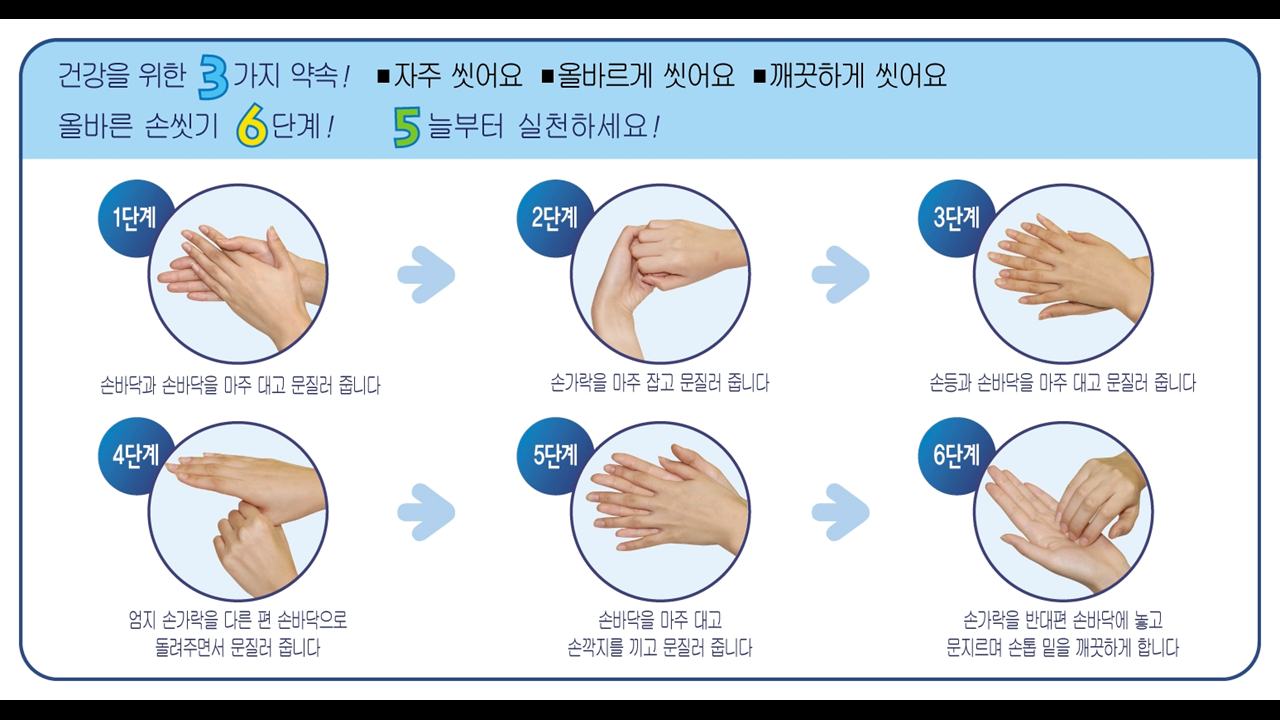 건강을 위한 3가지 약속! ■자주 씻어요 ■올바르게 씻어요 ■깨끗하게 씻어요
올바른 손씻기 6단계! 5늘부터 실천하세요!
1단계
손바닥과 손바닥을 마주 대고 문질러 줍니다
2단계
손가락을 마주 잡고 문질러 줍니다
3단계
손등과 손바닥을 마주 대고 문질러 줍니다
4단계
엄지 손가락을 다른 편 손바닥으로
돌려주면서 문질러 줍니다
5단계
손바닥을 마주 대고
손깍지를 끼고 문질러 줍니다
6단계
손가락을 반대편 손바닥에 놓고
문지르며 손톱 밑을 깨끗하게 합니다